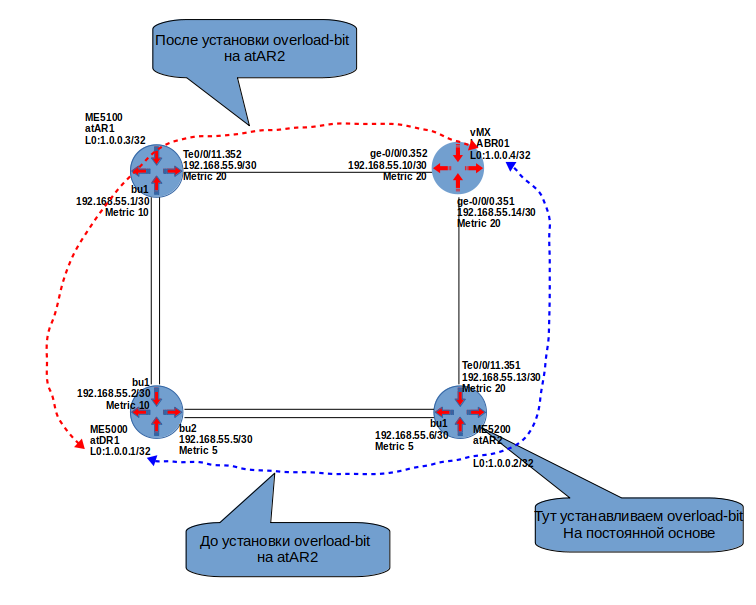 После установки overload-bit
на atAR2
ME5100
atAR1
L0:1.0.0.3/32
Te0/0/11.352
192.168.55.9/30
Metric 20
bu1
192.168.55.1/30
Metric 10
ge-0/0/0.352
192.168.55.10/30
Metric 20
vMX
ABR01
L0:1.0.0.4/32
ge-0/0/0.351
192.168.55.14/30
Metric 20
bu1
192.168.55.2/30
Metric 10
ME5000
atDR1
L0:1.0.0.1/32
bu2
192.168.55.5/30
Metric 5
Te0/0/11.351
192.168.55.13/30
Metric 20
bu1
192.168.55.6/30
Metric 5
ME5200
atAR2
L0:1.0.0.2/32
До установки overload-bit
на atAR2
Тут устанавливаем overload-bit
На постоянной основе